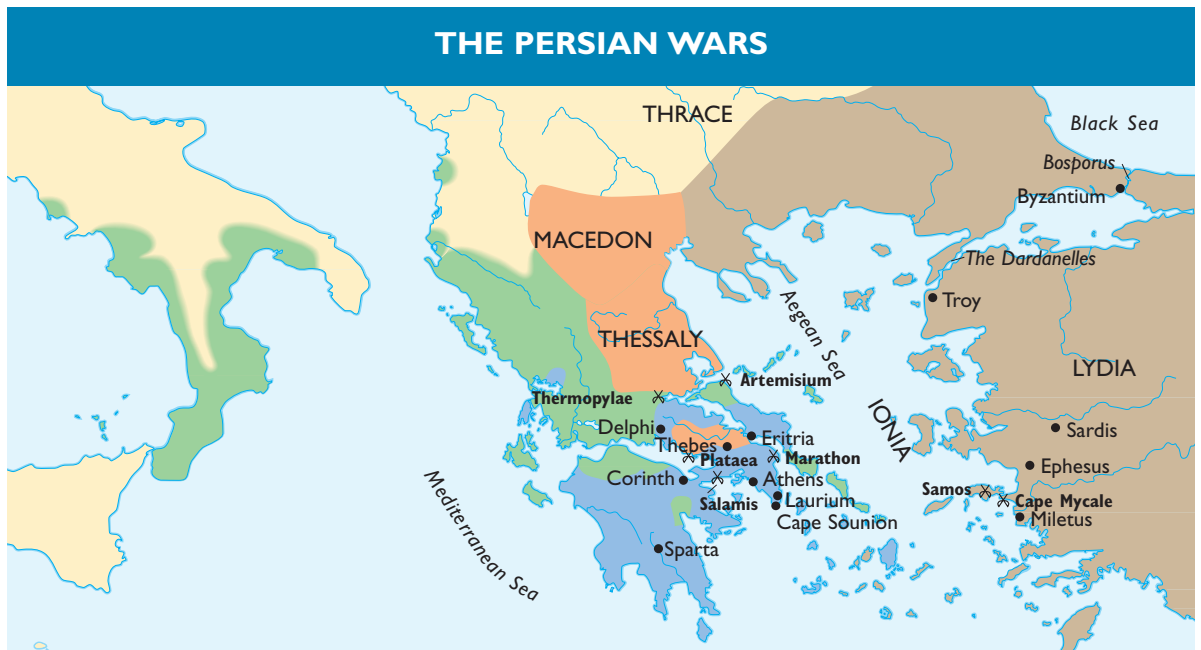 THE PERSIAN WARS
THRACE
Black Sea
Bosporus
Byzantium
MACEDON
The Dardanelles
Troy
Aegean Sea
THESSALY
LYDIA
Artemisium
Thermopylae
IONIA
Delphi
Sardis
Eritria
Thebes
Plataea
Marathon
Ephesus
Corinth
Athens
Mediterranean Sea
Samos
Cape Mycale
Laurium
Salamis
Miletus
Cape Sounion
Sparta